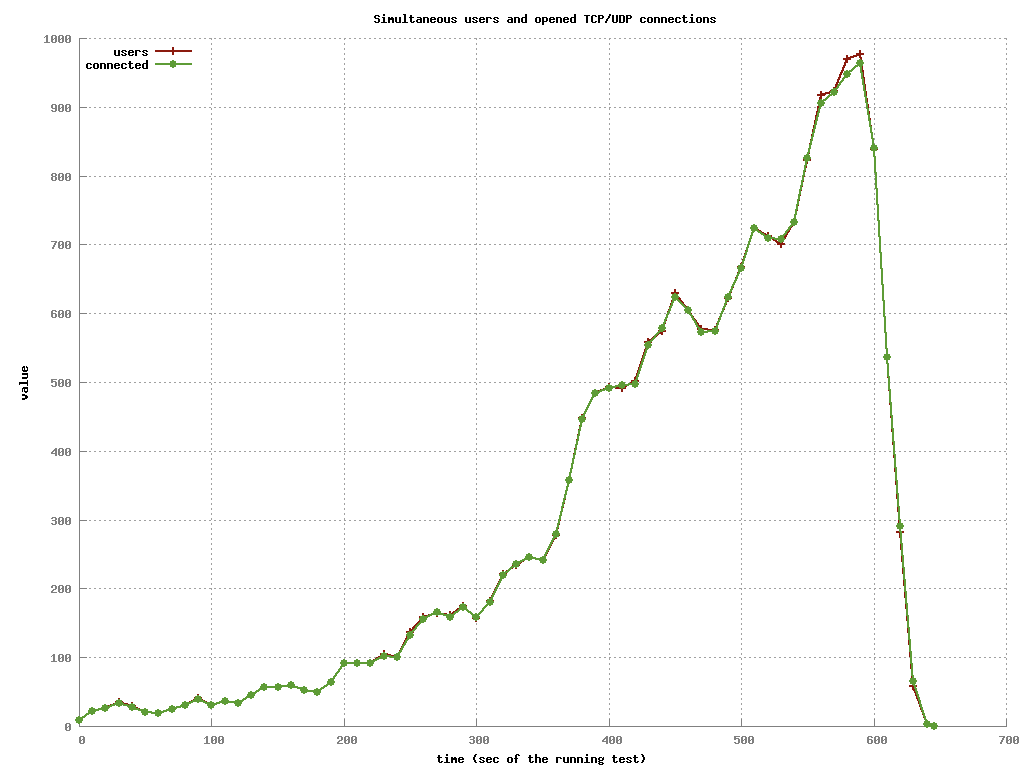 Simultaneous users and opened TCP/UDP connections
1000
users
connected
900
800
700
600
value
500
400
300
200
100
0
0 100 200 300 400 500 600 700
time (sec of the running test)